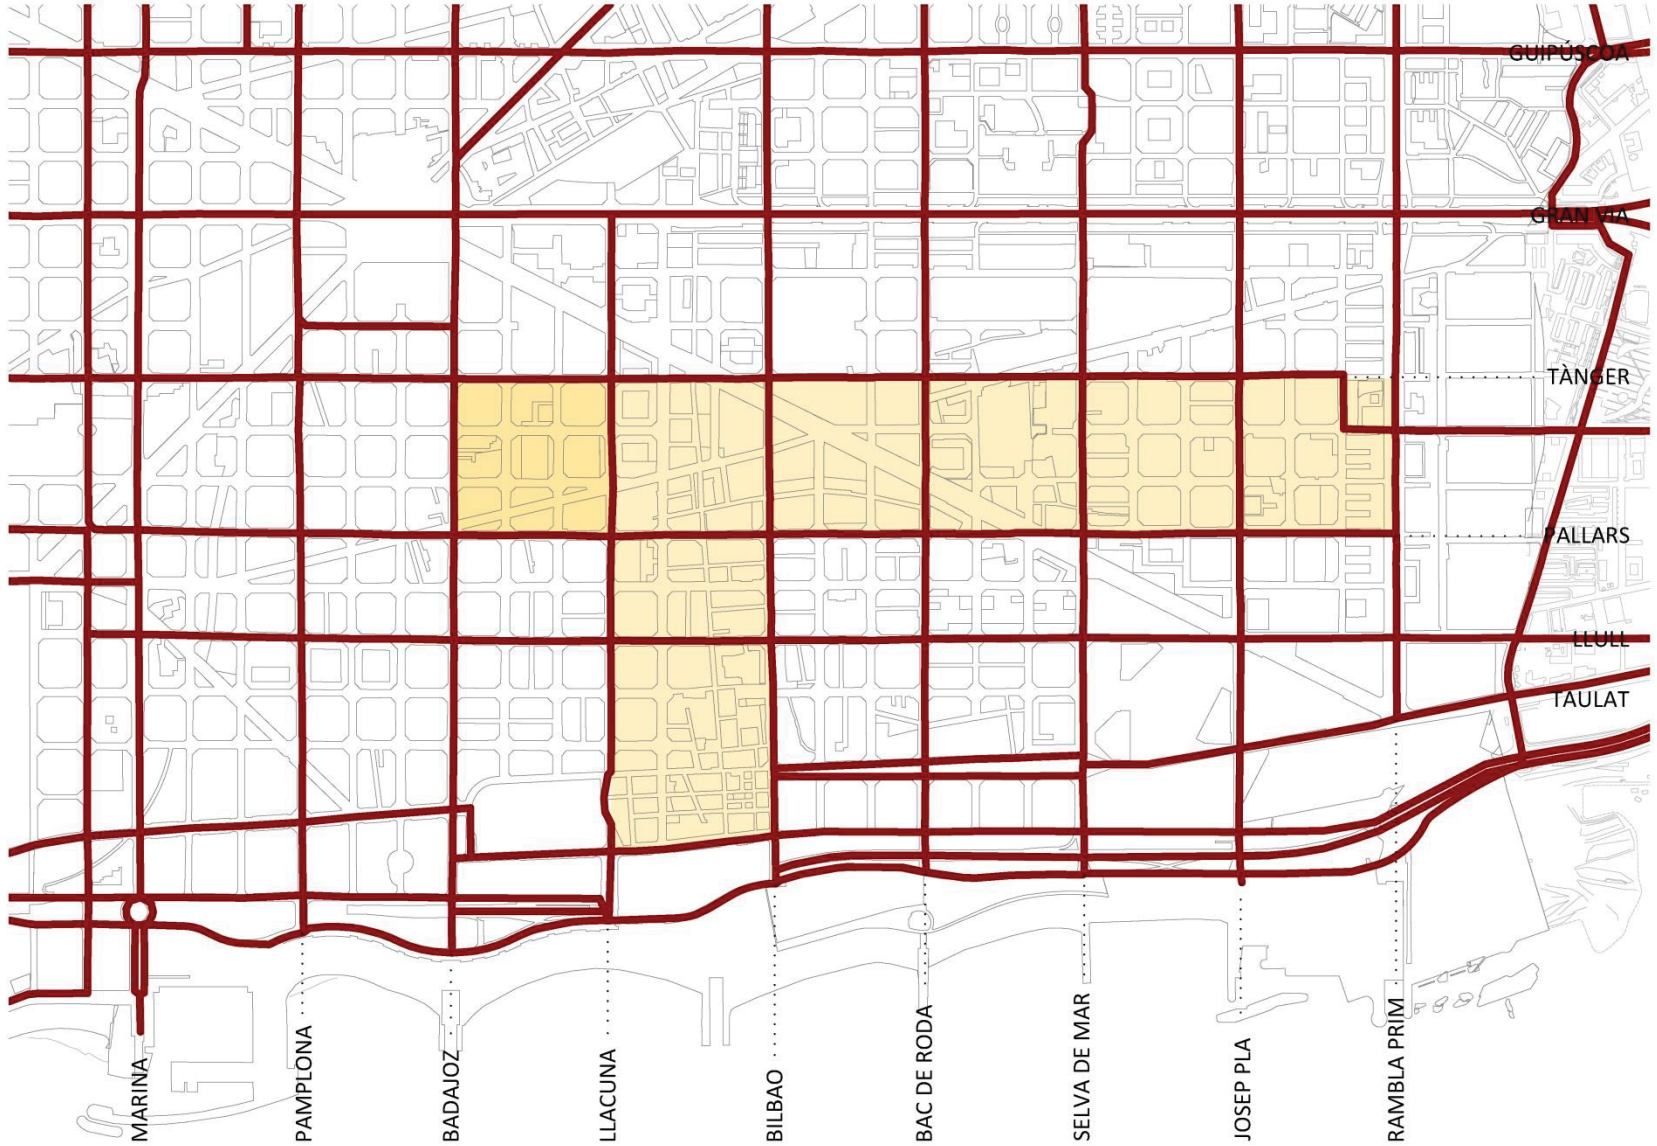 GUIPÚSCOA
GRAN VIA
TÀNGER
PALLARS
LLULL
TAULAT
MARINA
PAMPLONA
BADAJOZ
LLACUNA
BILBAO
BAC DE RODA
SELVA DE MAR
JOSEP PLA
RAMBLA PRIM